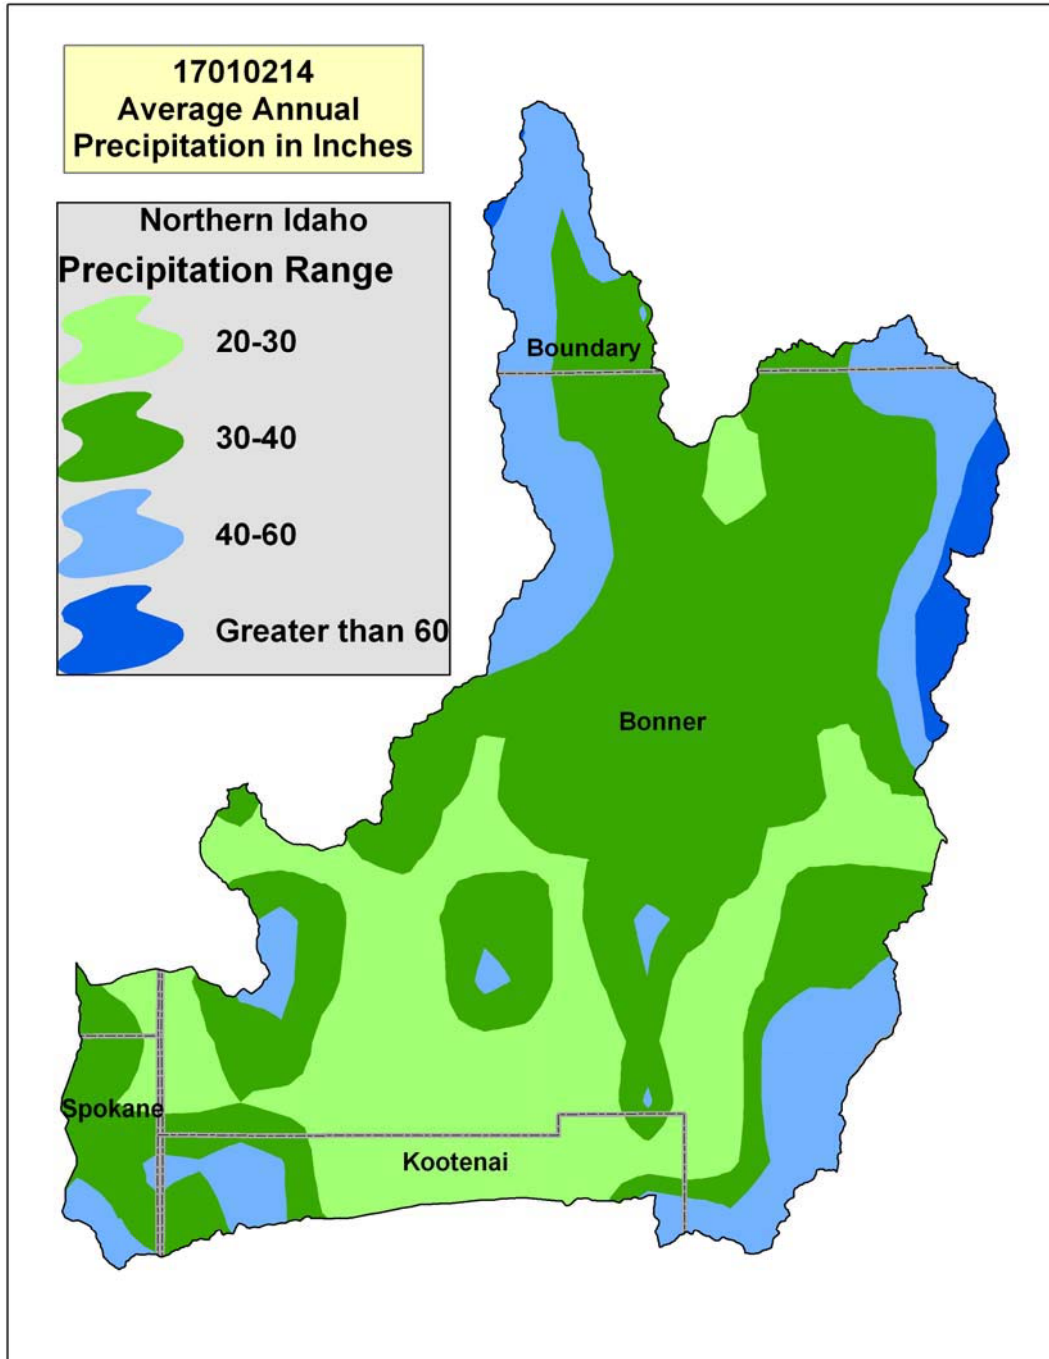 17010214
Average Annual
Precipitation in Inches
Northern Idaho
Precipitation Range
20-30
30-40
40-60
Greater than 60
Boundary
Bonner
Spokane
Kootenai